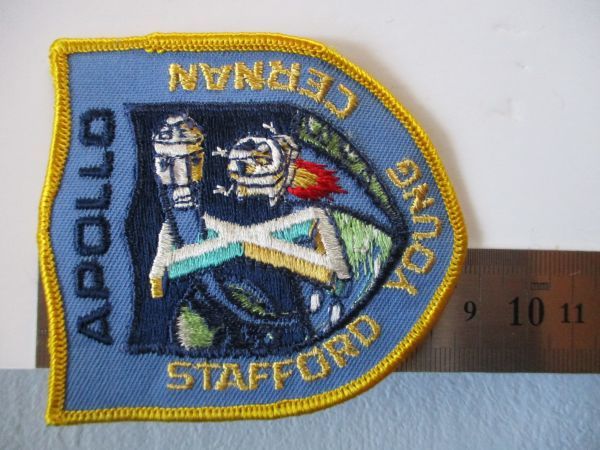 APOLLO
CERNAN
YOUNG
STAFFORD
9 10 11